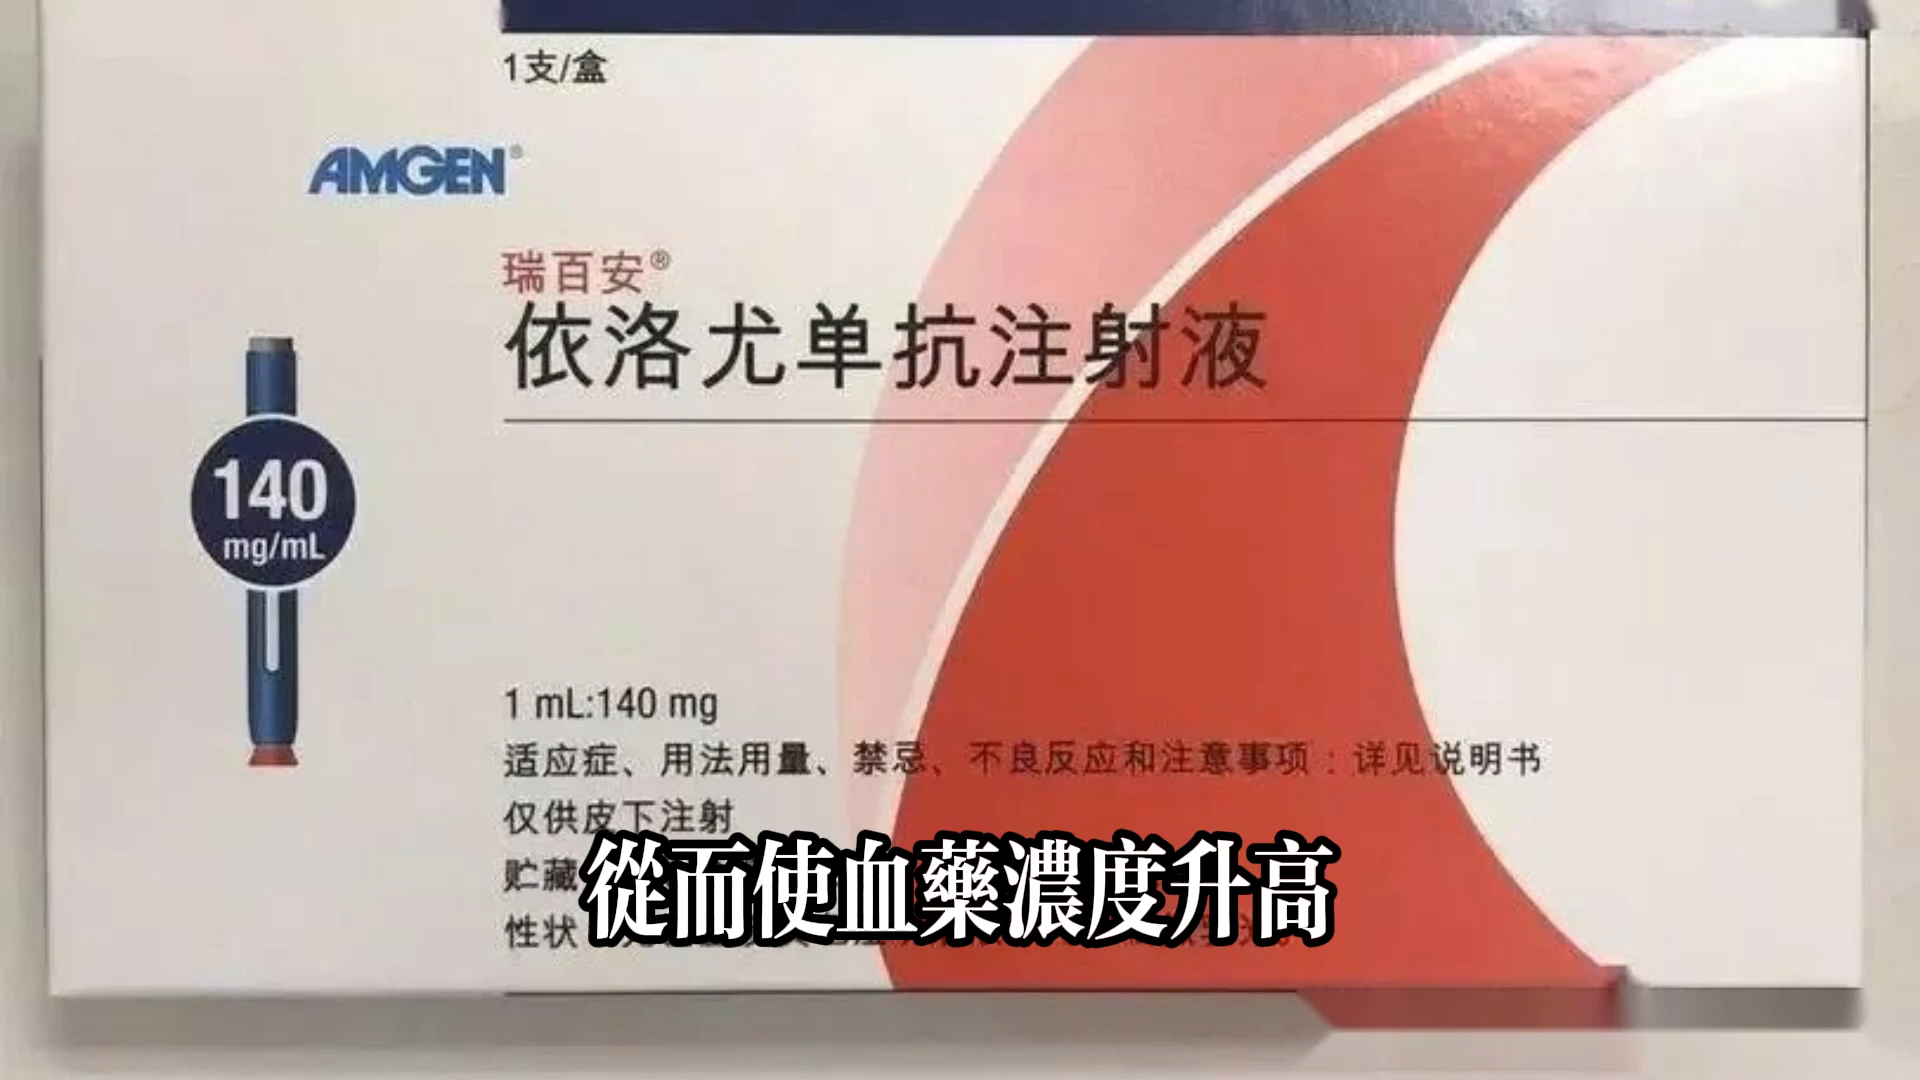 1支/盒
AMGEN®
瑞百安®
依洛尤单抗注射液
140
mg/mL
1 mL:140 mg
适应症、用法用量、禁忌、不良反应和注意事项：详见说明书
仅供皮下注射
贮藏
性状
從而使血藥濃度升高